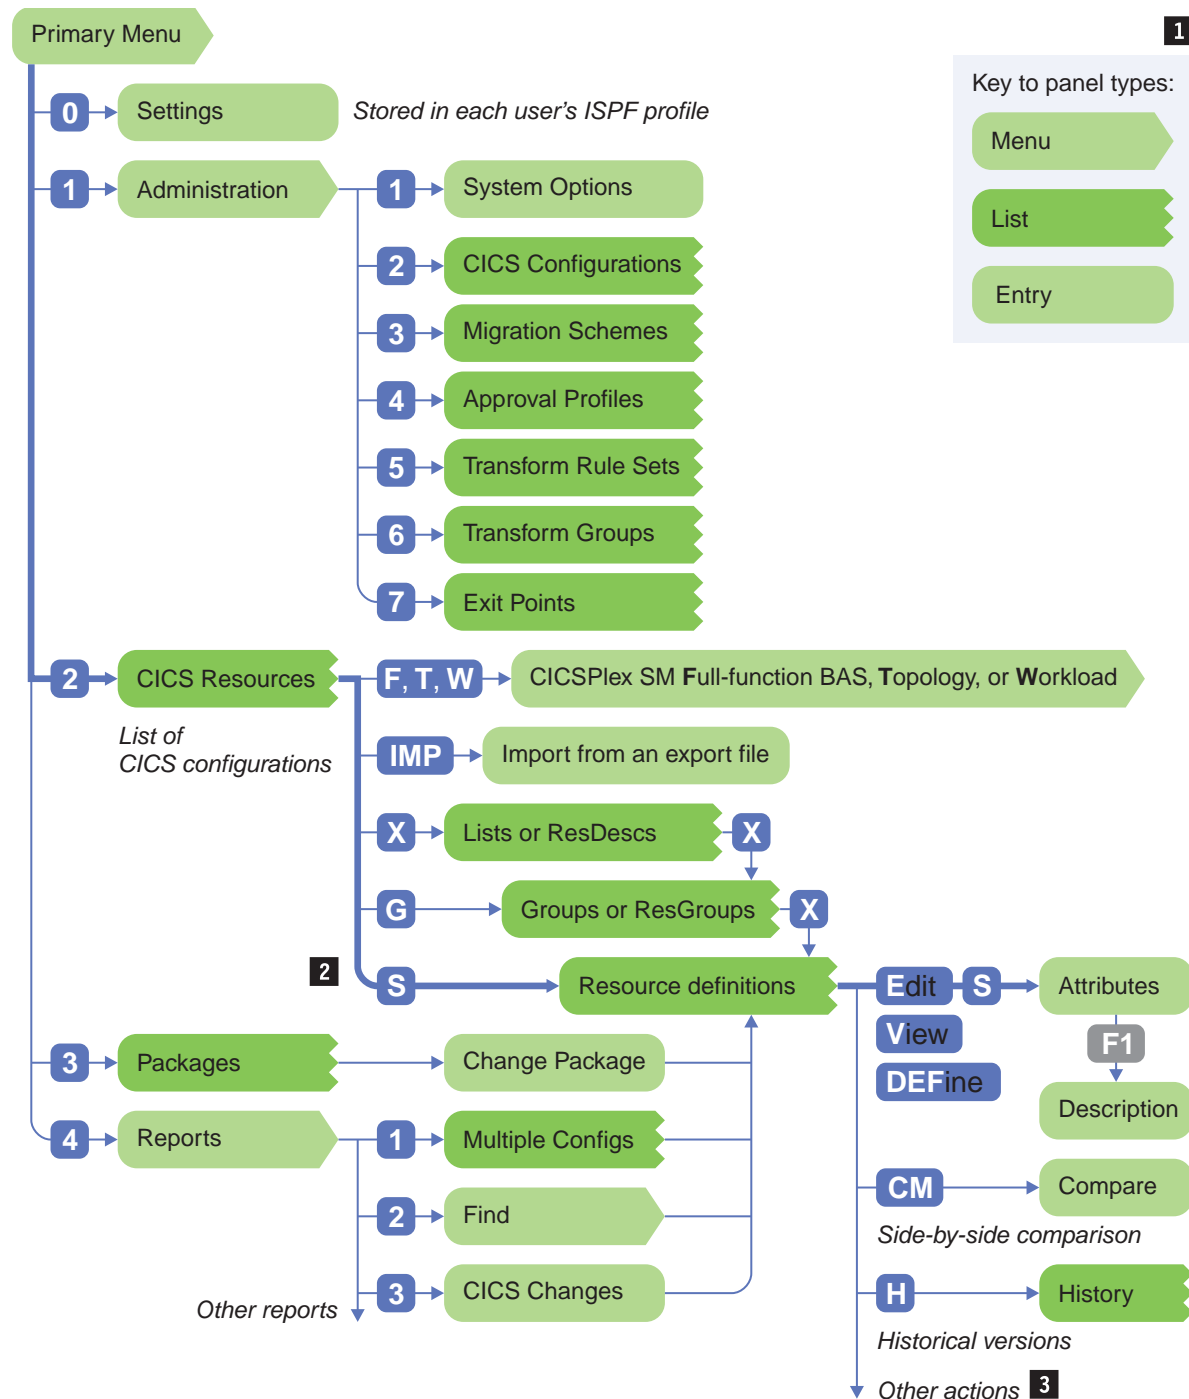 Primary Menu
1
Key to panel types:
Menu
List
Entry
0 Settings Stored in each user's ISPF profile
1 Administration 1 System Options
2 CICS Configurations
3 Migration Schemes
4 Approval Profiles
5 Transform Rule Sets
6 Transform Groups
7 Exit Points
2 CICS Resources F, T, W CICSPlex SM Full-function BAS, Topology, or Workload
List of
CICS configurations
IMP Import from an export file
X Lists or ResDescs X
G Groups or ResGroups X
2 S Resource definitions Edit S Attributes
View F1
DEFine
Description
3 Packages Change Package
4 Reports 1 Multiple Configs
CM Compare
Side-by-side comparison
2 Find
3 CICS Changes
Other reports
H History
Historical versions
Other actions 3